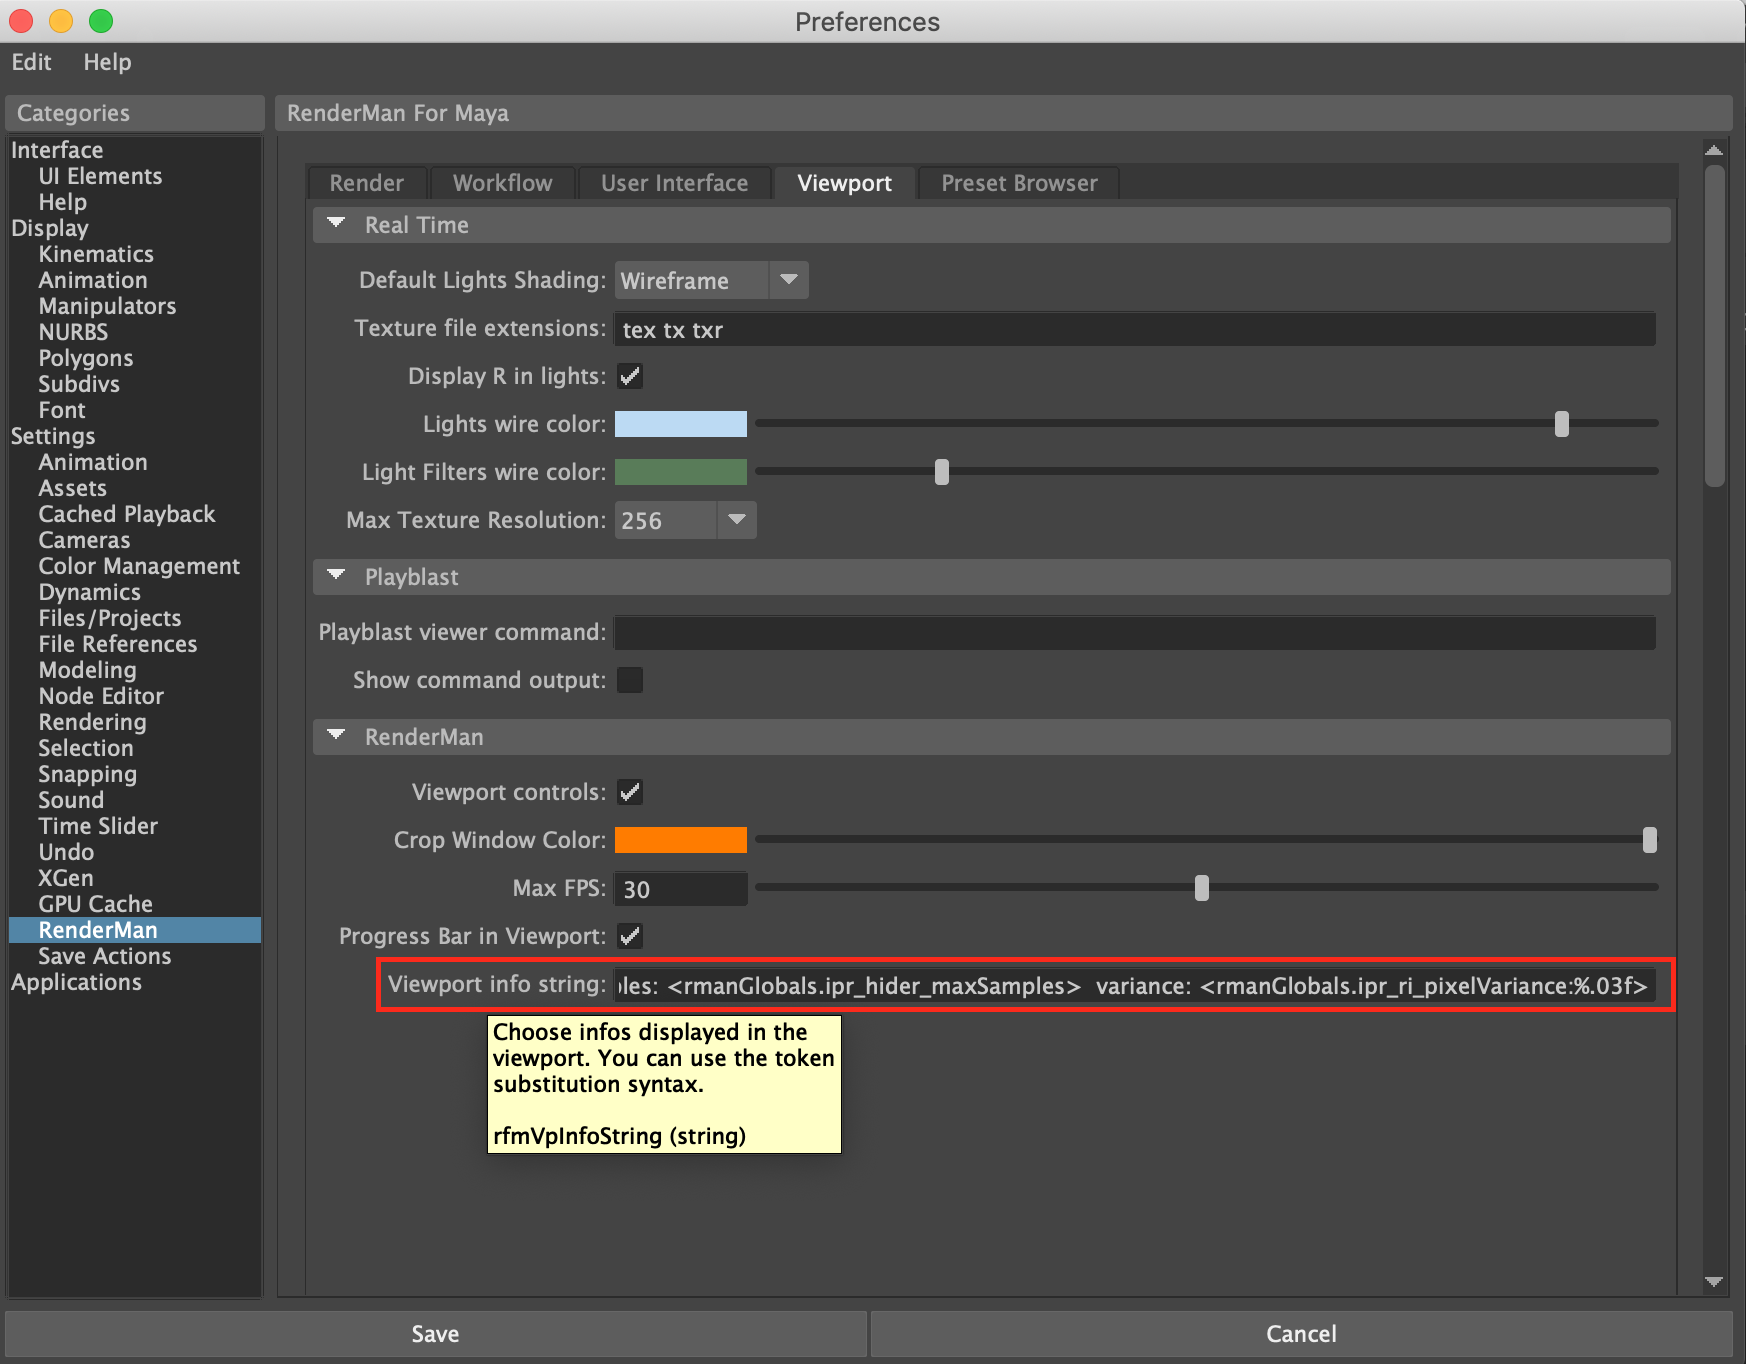 Preferences
Edit Help
Categories
Interface
UI Elements
Help
Display
Kinematics
Animation
Manipulators
NURBS
Polygons
Subdivs
Font
Settings
Animation
Assets
Cached Playback
Cameras
Color Management
Dynamics
Files/Projects
File References
Modeling
Node Editor
Rendering
Selection
Snapping
Sound
Time Slider
Undo
XGen
GPU Cache
RenderMan
Save Actions
Applications
RenderMan For Maya
Render Workflow User Interface Viewport Preset Browser
Real Time
Default Lights Shading: Wireframe
Texture file extensions: tex tx txr
Display R in lights:
Lights wire color:
Light Filters wire color:
Max Texture Resolution: 256
Playblast
Playblast viewer command:
Show command output:
RenderMan
Viewport controls:
Crop Window Color:
Max FPS: 30
Progress Bar in Viewport:
Viewport info string: les: <rmanGlobals.ipr_hider_maxSamples> variance: <rmanGlobals.ipr_ri_pixelVariance:%.03f>
Choose infos displayed in the
viewport. You can use the token
substitution syntax.
rfmVpInfoString (string)
Save Cancel